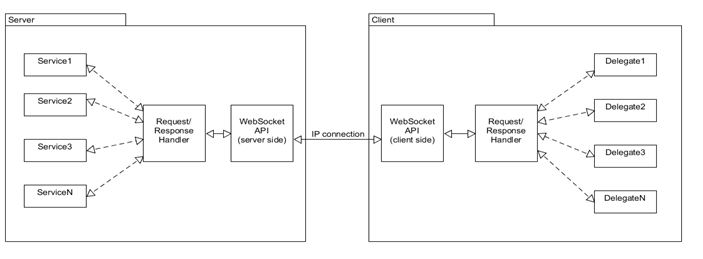 Server
Client
Service1
Service2
Service3
ServiceN
Request/
Response
Handler
WebSocket
API
(server side)
IP connection
WebSocket
API
(client side)
Request/
Response
Handler
Delegate1
Delegate2
Delegate3
DelegateN